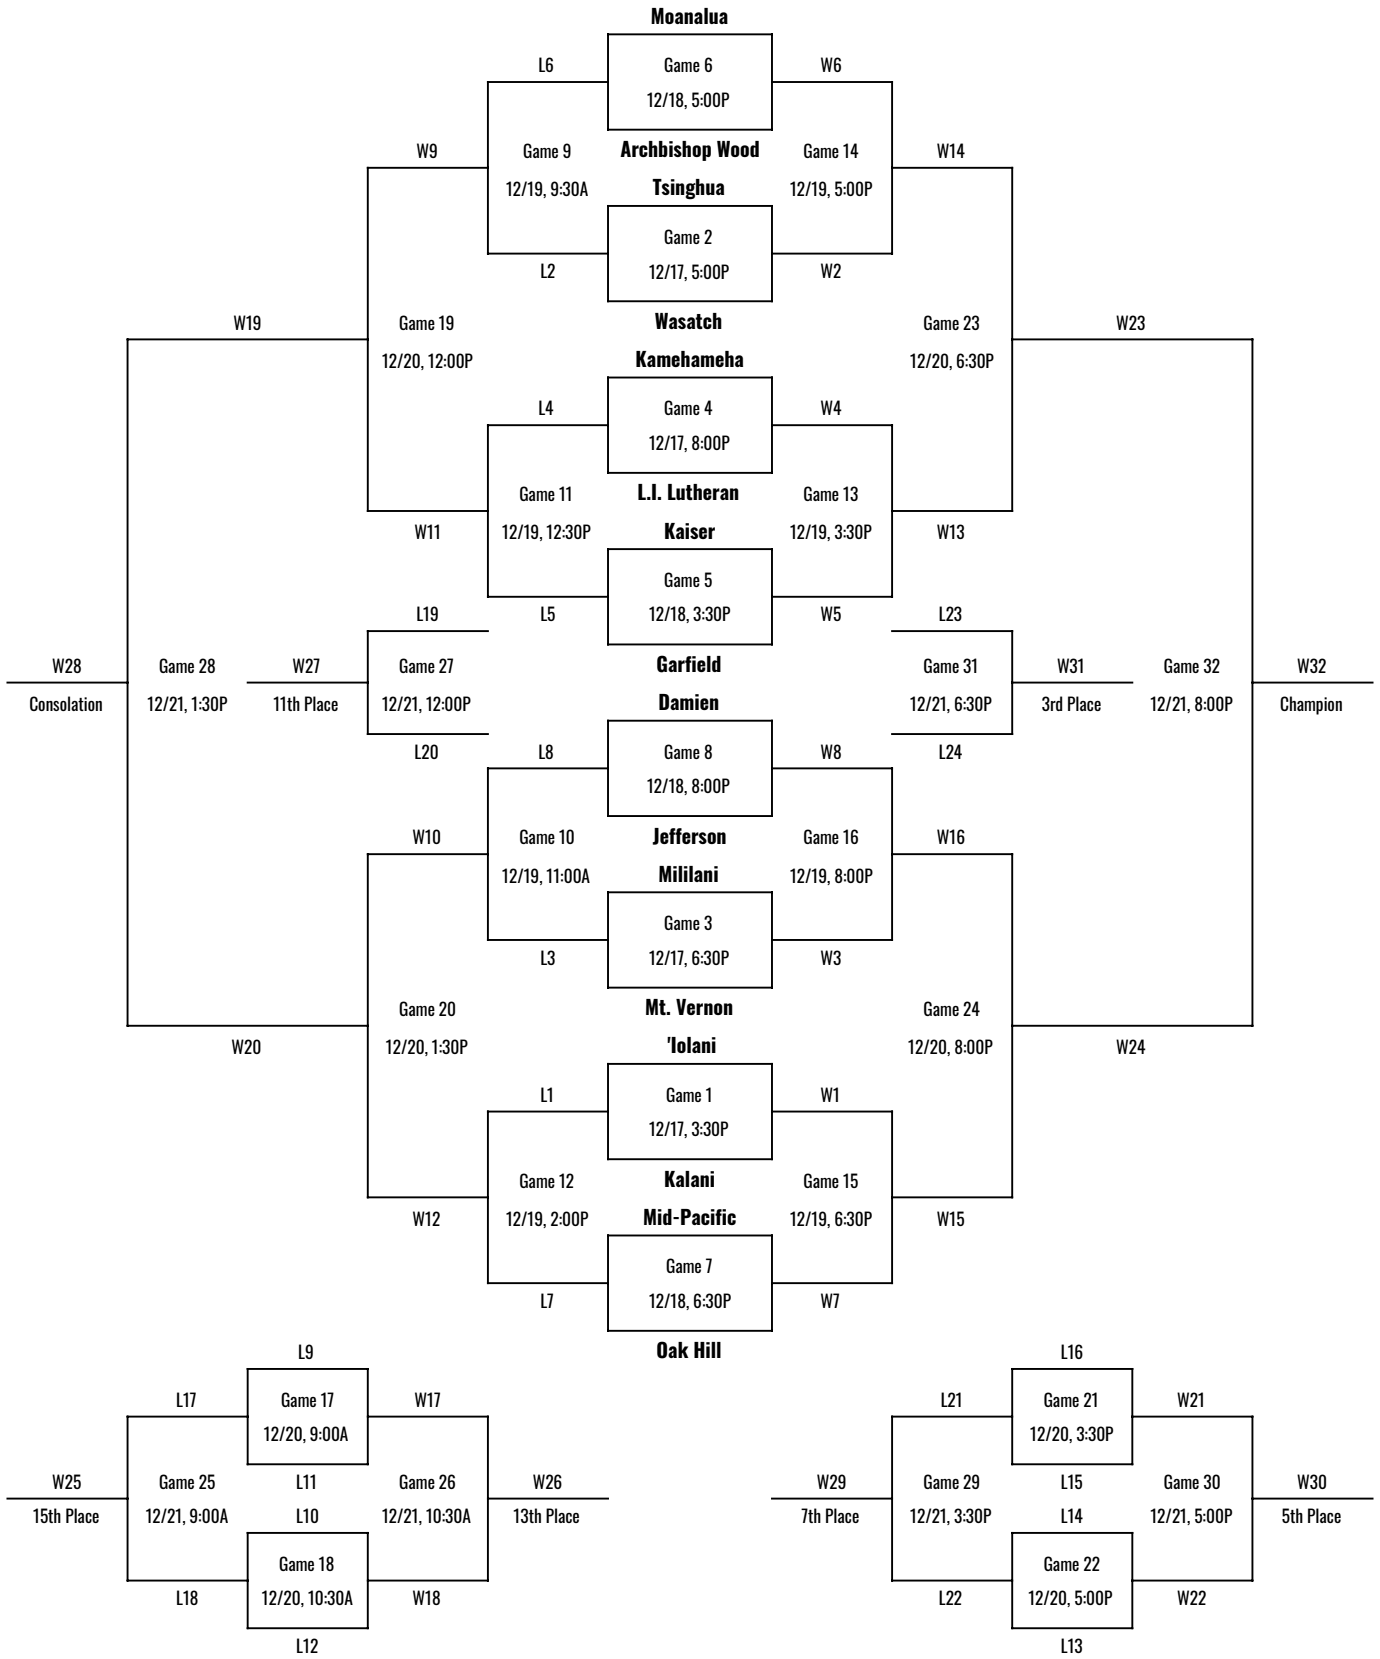 Moanalua
L6
Game 6
W6
12/18, 5:00P
W9
Game 9
Archbishop Wood
Game 14
W14
12/19, 9:30A
Tsinghua
12/19, 5:00P
Game 2
L2
12/17, 5:00P
W2
W19
Game 19
Wasatch
Game 23
W23
12/20, 12:00P
Kamehameha
12/20, 6:30P
L4
Game 4
W4
12/17, 8:00P
Game 11
L.I. Lutheran
Game 13
W11
12/19, 12:30P
Kaiser
12/19, 3:30P
W13
Game 5
L19
L5
12/18, 3:30P
W5
L23
W28
Game 28
W27
Game 27
Garfield
Game 31
W31
Game 32
W32
Consolation
12/21, 1:30P
11th Place
12/21, 12:00P
Damien
12/21, 6:30P
3rd Place
12/21, 8:00P
Champion
L20
L8
Game 8
W8
L24
12/18, 8:00P
W10
Game 10
Jefferson
Game 16
W16
12/19, 11:00A
Mililani
12/19, 8:00P
Game 3
L3
12/17, 6:30P
W3
Game 20
Mt. Vernon
Game 24
W20
12/20, 1:30P
'Iolani
12/20, 8:00P
W24
L1
Game 1
W1
12/17, 3:30P
Game 12
Kalani
Game 15
W12
12/19, 2:00P
Mid-Pacific
12/19, 6:30P
W15
Game 7
L7
12/18, 6:30P
W7
L9
Oak Hill
L16
L17
Game 17
W17
L21
Game 21
W21
12/20, 9:00A
12/20, 3:30P
W25
Game 25
L11
Game 26
W26
W29
Game 29
L15
Game 30
W30
15th Place
12/21, 9:00A
L10
12/21, 10:30A
13th Place
7th Place
12/21, 3:30P
L14
12/21, 5:00P
5th Place
Game 18
Game 22
L18
12/20, 10:30A
W18
L22
12/20, 5:00P
W22
L12
L13